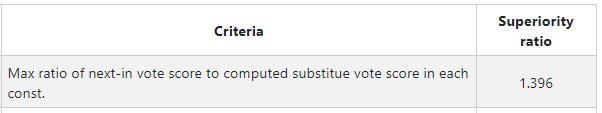 Criteria
Superiority
ratio
Max ratio of next-in vote score to computed substitue vote score in each
const.
1.396